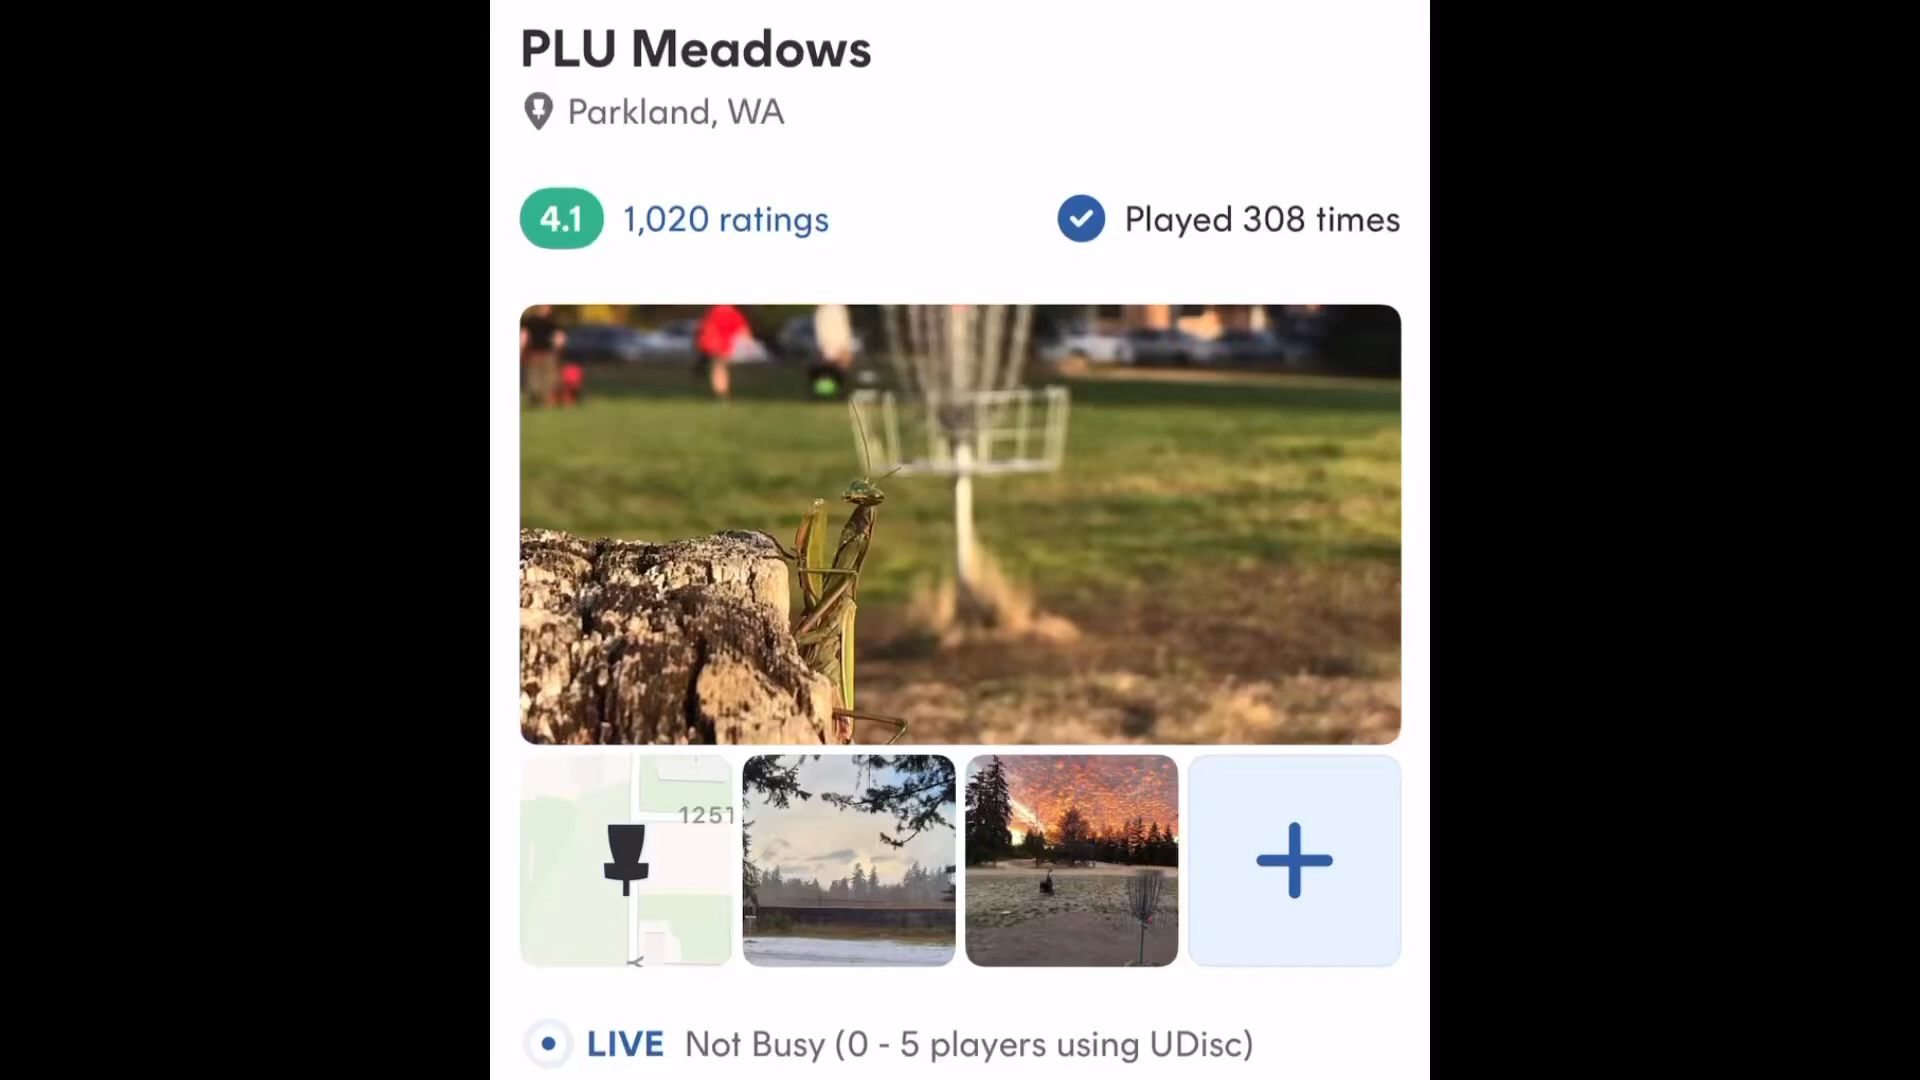 PLU Meadows
Parkland, WA
4.1 1,020 ratings Played 308 times
LIVE Not Busy (0 - 5 players using UDisc)